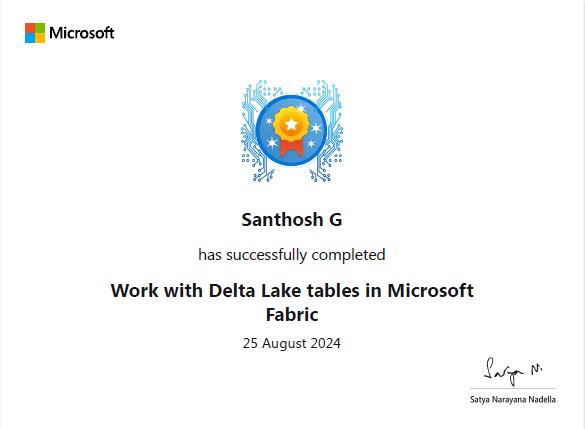 Microsoft
Santhosh G
has successfully completed
Work with Delta Lake tables in Microsoft
Fabric
25 August 2024
Satya N.
Satya Narayana Nadella